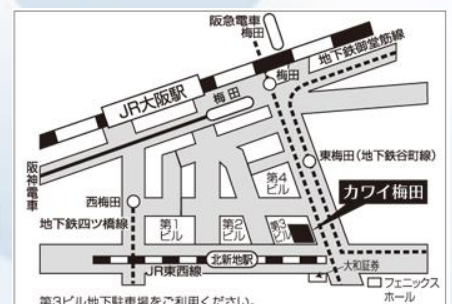 阪急電車
梅田
地下鉄御堂筋線
梅田
JR大阪駅
梅田
阪神電車
東梅田(地下鉄谷町線)
第4
ビル
カワイ梅田
西梅田
地下鉄四ツ橋線
第1
ビル
第2
ビル
第3
ビル
北新地駅
JR東西線
大和証券
フェニックス
ホール
第3ビル地下駐車場をご利用ください。